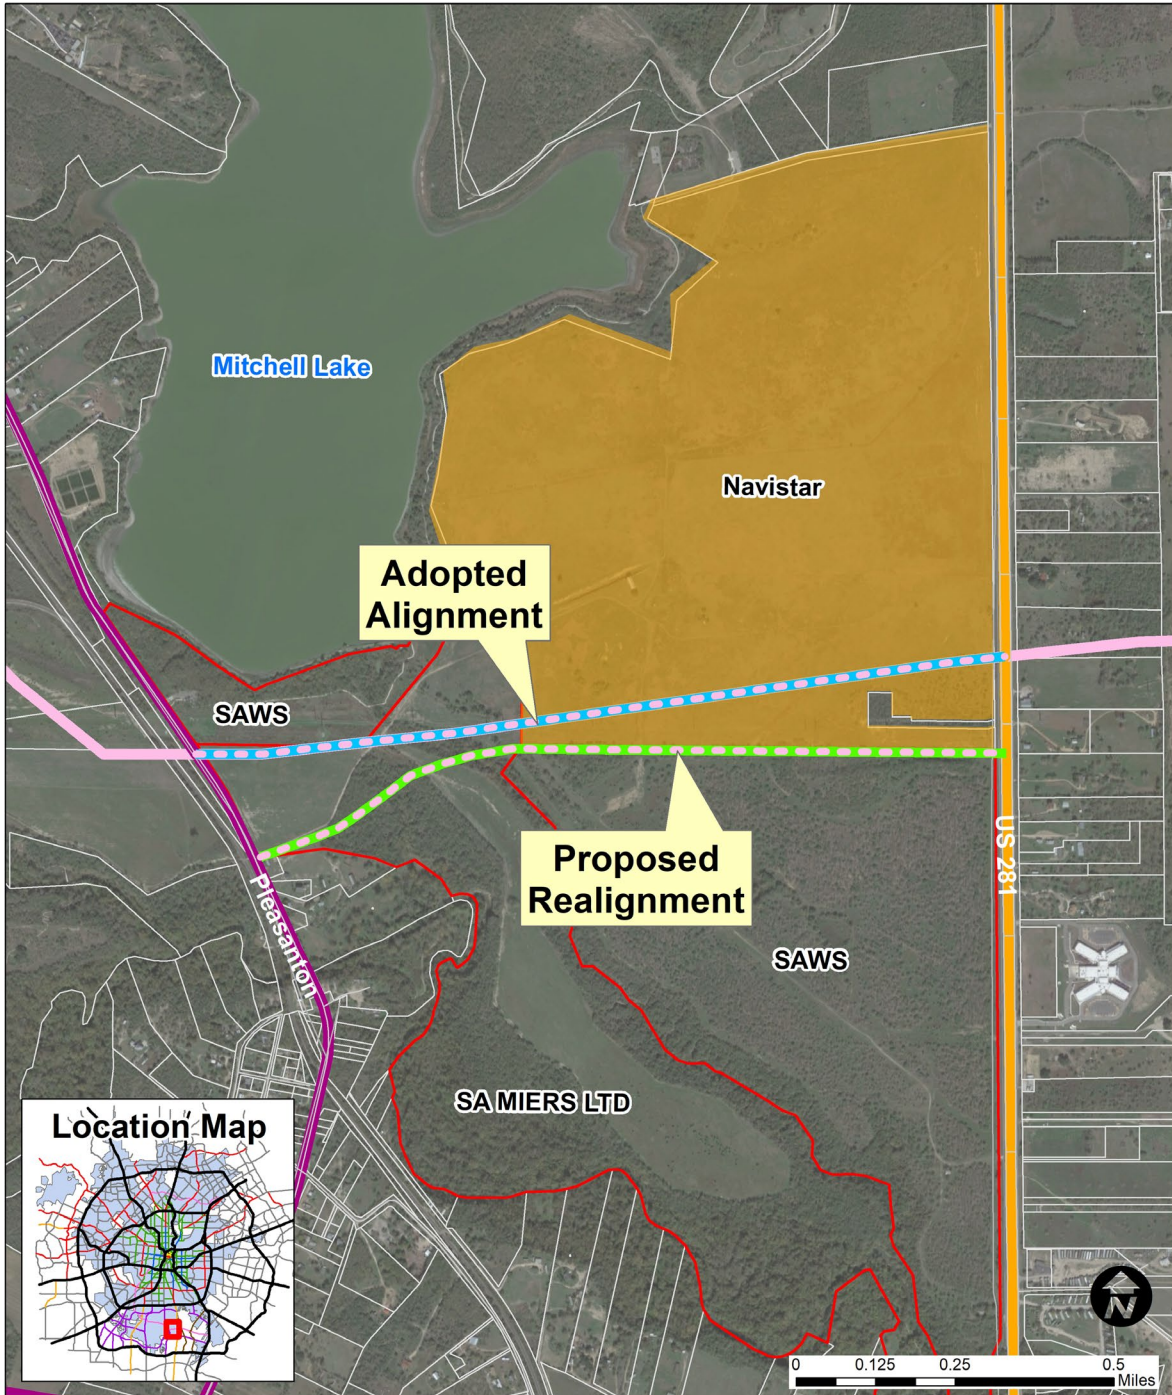 Mitchell Lake
Navistar
Adopted
Alignment
SAWS
Proposed
Realignment
US 281
Pleasanton
SAWS
SA MIERS LTD
Location Map
N
0 0.125 0.25 0.5
Miles